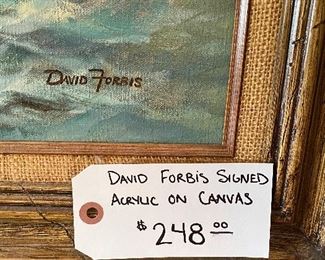 DAVID FORBIS
DAVID FORBIS SIGNED
ACRYLIC ON CANVAS
$248.00